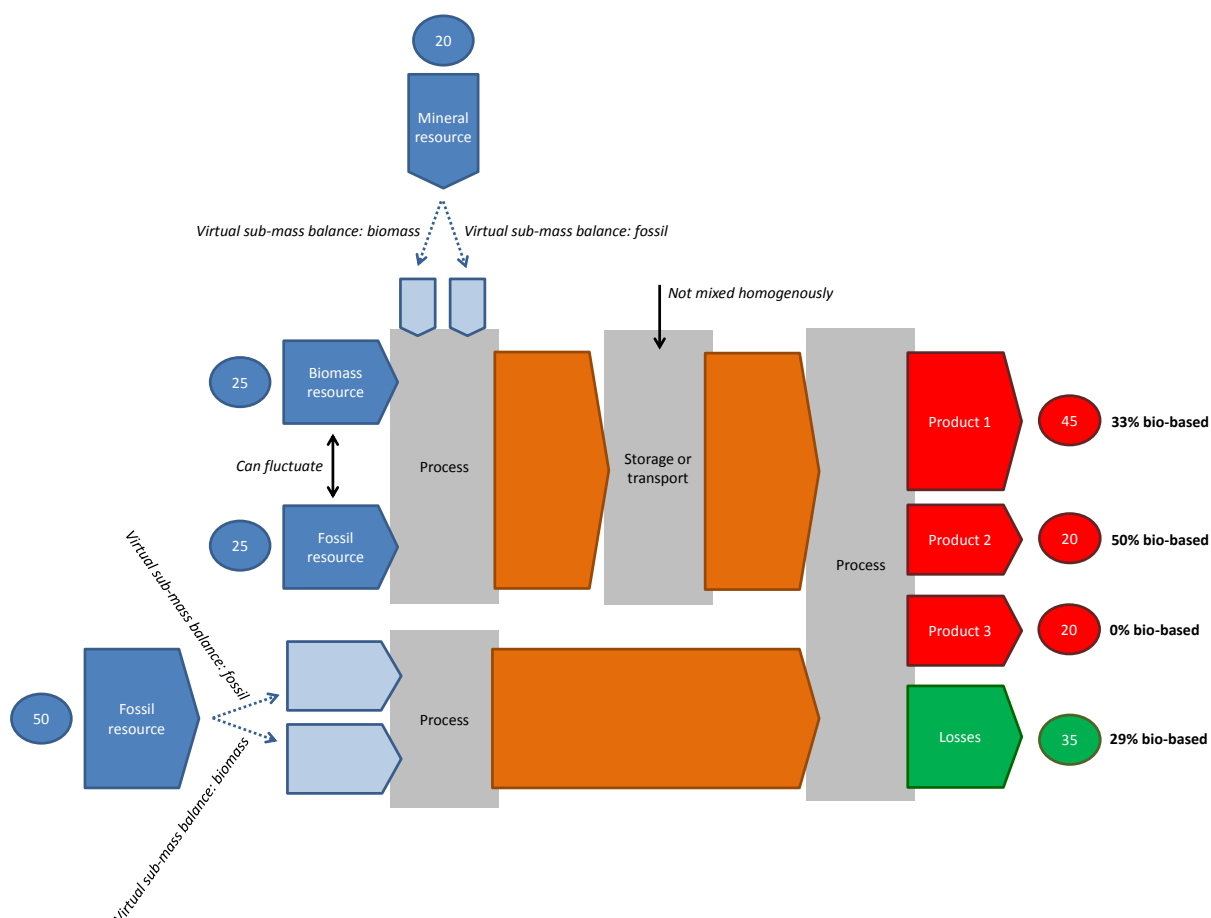 20
Mineral
resource
Virtual sub-mass balance: biomass
Virtual sub-mass balance: fossil
Not mixed homogenously
25
Biomass
resource
Can fluctuate
Process
Storage or
transport
Product 1
45
33% bio-based
25
Fossil
resource
Product 2
20
50% bio-based
Process
Product 3
20
0% bio-based
Virtual sub-mass balance: fossil
50
Fossil
resource
Process
Losses
35
29% bio-based
Virtual sub-mass balance: biomass